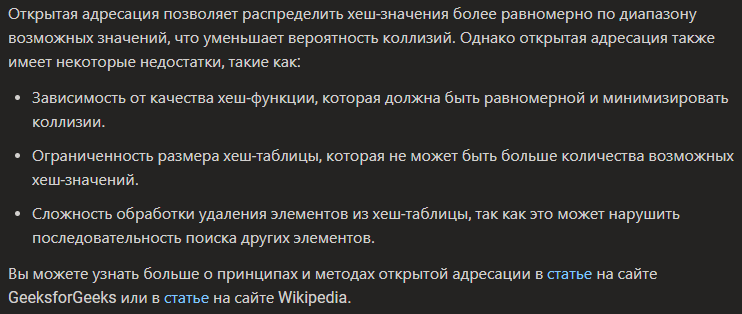 Открытая адресация позволяет распределить хеш-значения более равномерно по диапазону
возможных значений, что уменьшает вероятность коллизий. Однако открытая адресация также
имеет некоторые недостатки, такие как:
• Зависимость от качества хеш-функции, которая должна быть равномерной и минимизировать
коллизии.
• Ограниченность размера хеш-таблицы, которая не может быть больше количества возможных
хеш-значений.
• Сложность обработки удаления элементов из хеш-таблицы, так как это может нарушить
последовательность поиска других элементов.
Вы можете узнать больше о принципах и методах открытой адресации в статье на сайте
GeeksforGeeks или в статье на сайте Wikipedia.